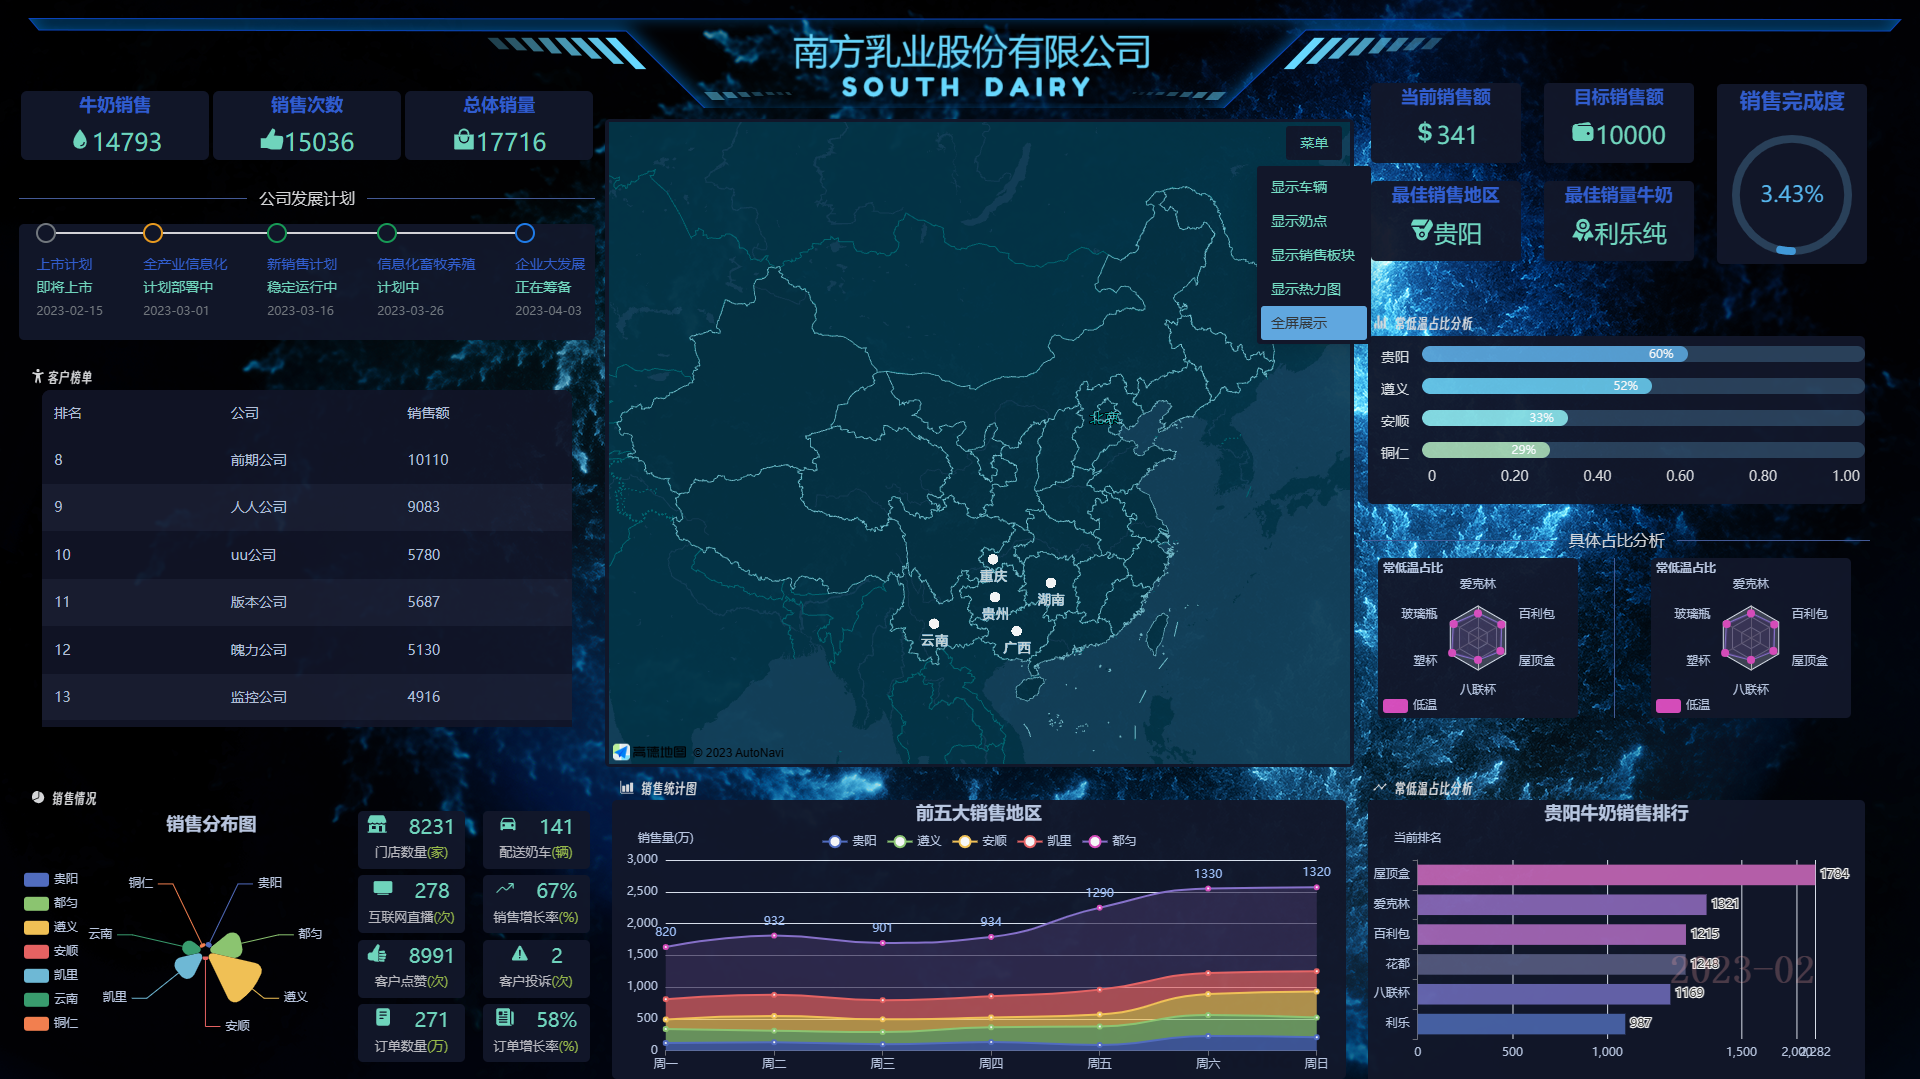 南方乳业股份有限公司
SOUTH DAIRY
牛奶销售
14793
销售次数
15036
总体销量
17716
公司发展计划
上市计划
即将上市
2023-02-15
全产业信息化
计划部署中
2023-03-01
新销售计划
稳定运行中
2023-03-16
信息化畜牧养殖
计划中
2023-03-26
企业大发展
正在筹备
2023-04-03
客户榜单
排名 公司 销售额
8 前期公司 10110
9 人人公司 9083
10 uu公司 5780
11 版本公司 5687
12 魄力公司 5130
13 监控公司 4916
销售情况
销售分布图
贵阳
都匀
遵义
安顺
凯里
云南
铜仁
铜仁
贵阳
云南
都匀
凯里
遵义
安顺
8231
门店数量(家)
141
配送奶车(辆)
278
互联网直播(次)
67%
销售增长率(%)
8991
客户点赞(次)
2
客户投诉(次)
271
订单数量(万)
58%
订单增长率(%)
菜单
显示车辆
显示奶点
显示销售板块
显示热力图
全屏展示
北京
重庆
湖南
贵州
云南
广西
高德地图 © 2023 AutoNavi
销售统计图
前五大销售地区
销售量(万)
贵阳 遵义 安顺 凯里 都匀
3,000
2,500
2,000
1,500
1,000
500
0
820 932 901 934 1290 1330 1320
周一 周二 周三 周四 周五 周六 周日
当前销售额
$341
目标销售额
10000
最佳销售地区
贵阳
最佳销量牛奶
利乐纯
销售完成度
3.43%
常低温占比分析
贵阳 60%
遵义 52%
安顺 33%
铜仁 29%
0 0.20 0.40 0.60 0.80 1.00
具体占比分析
常低温占比
爱克林
玻璃瓶 百利包
塑杯 屋顶盒
八联杯
低温
常低温占比
爱克林
玻璃瓶 百利包
塑杯 屋顶盒
八联杯
低温
常低温占比分析
贵阳牛奶销售排行
当前排名
屋顶盒 1784
爱克林 1321
百利包 1215
花都 1248
八联杯 1169
利乐 987
2023-02
0 500 1,000 1,500 2,000 2,282